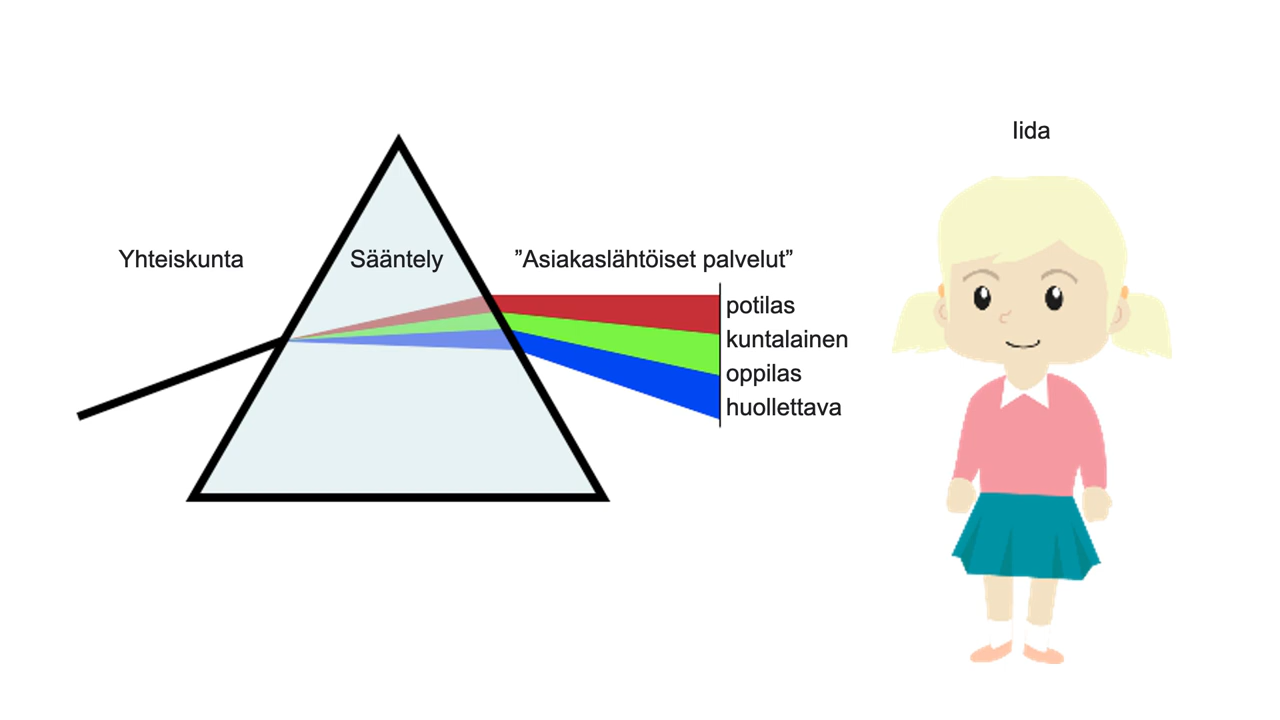 Iida
Yhteiskunta
Sääntely
”Asiakaslähtöiset palvelut”
potilas
kuntalainen
oppilas
huollettava